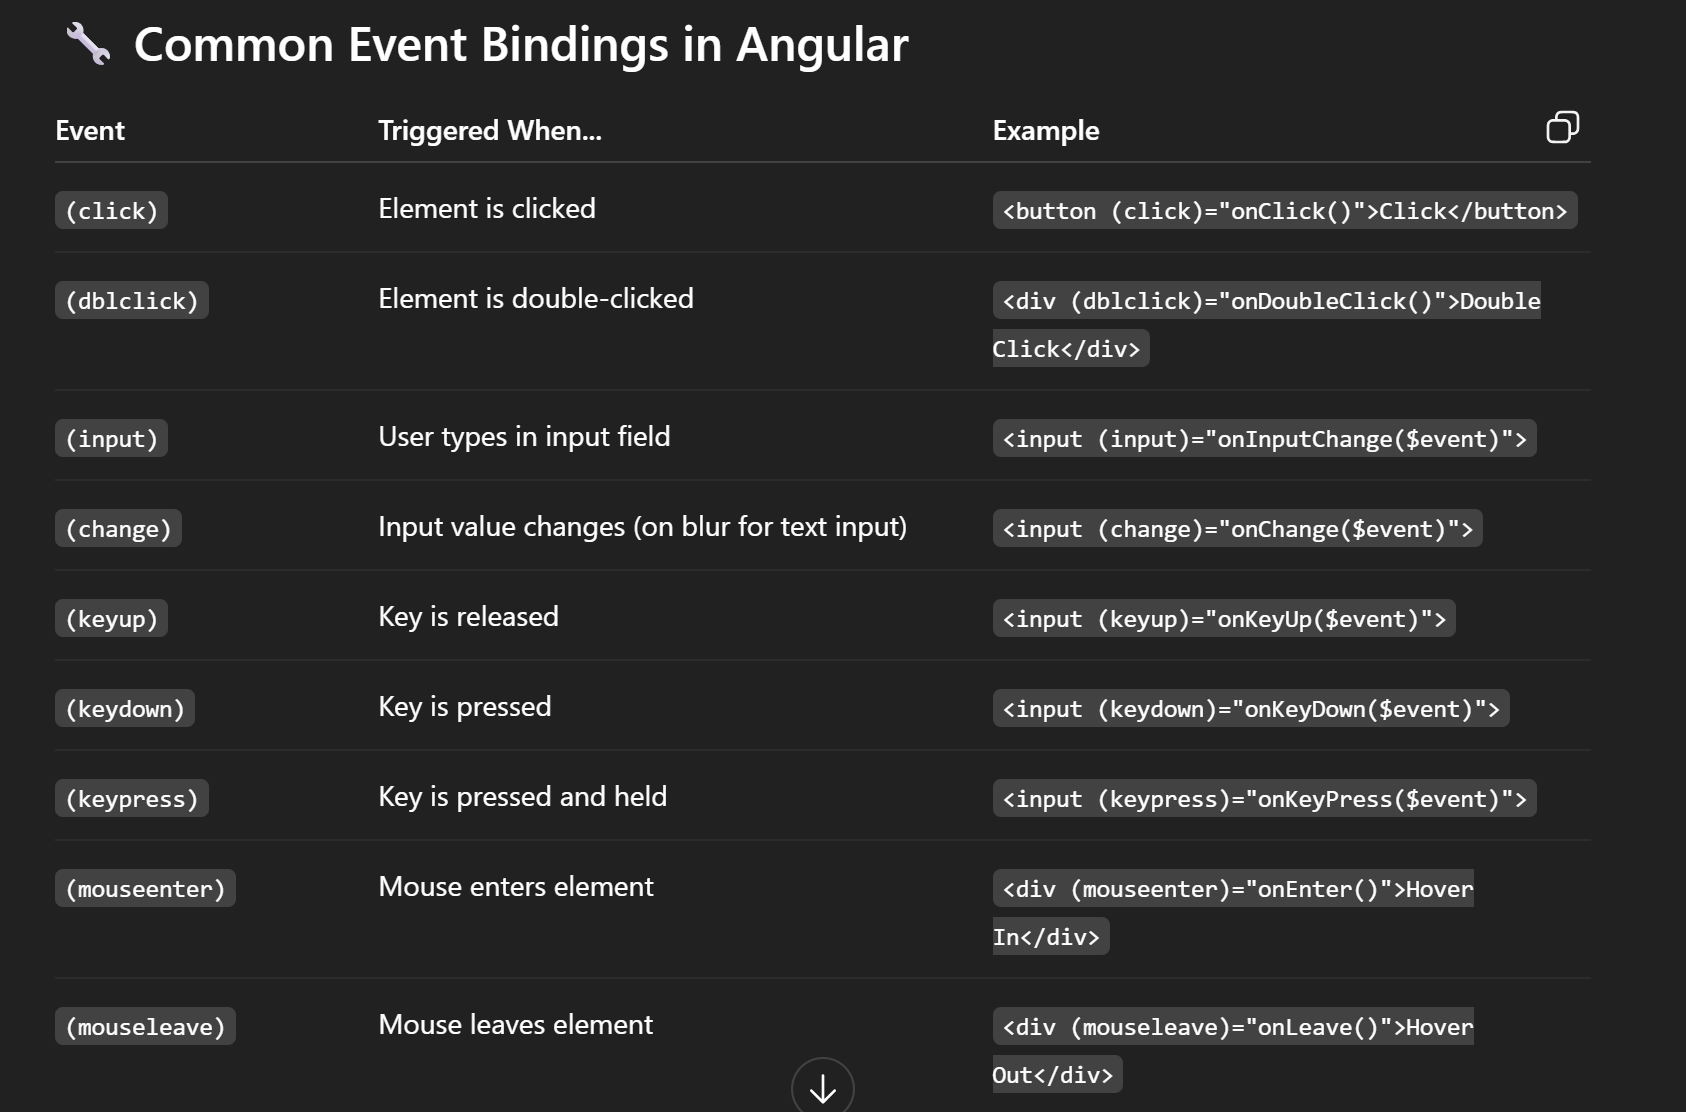 Common Event Bindings in Angular
Event Triggered When... Example
(click) Element is clicked <button (click)="onClick()">Click</button>
(dblclick) Element is double-clicked <div (dblclick)="onDoubleClick()">Double
Click</div>
(input) User types in input field <input (input)="onInputChange($event)">
(change) Input value changes (on blur for text input) <input (change)="onChange($event)">
(keyup) Key is released <input (keyup)="onKeyUp($event)">
(keydown) Key is pressed <input (keydown)="onKeyDown($event)">
(keypress) Key is pressed and held <input (keypress)="onKeyPress($event)">
(mouseenter) Mouse enters element <div (mouseenter)="onEnter()">Hover
In</div>
(mouseleave) Mouse leaves element <div (mouseleave)="onLeave()">Hover
Out</div>